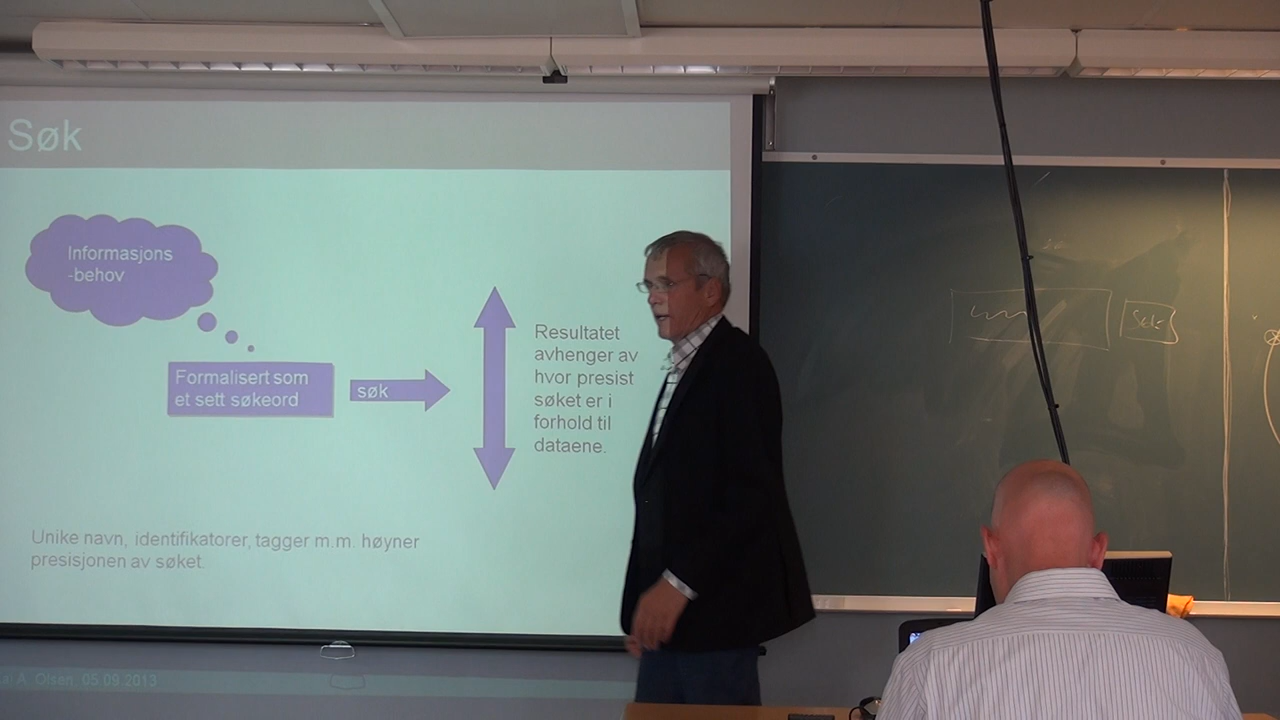 Søk
Informasjons
-behov
Formalisert som
et sett søkeord
søk
Resultatet
avhenger av
hvor presist
søket er i
forhold til
dataene.
Unike navn, identifikatorer, tagger m.m. høyner
presisjonen av søket.
A. Olsen, 05.09.2013
Søk